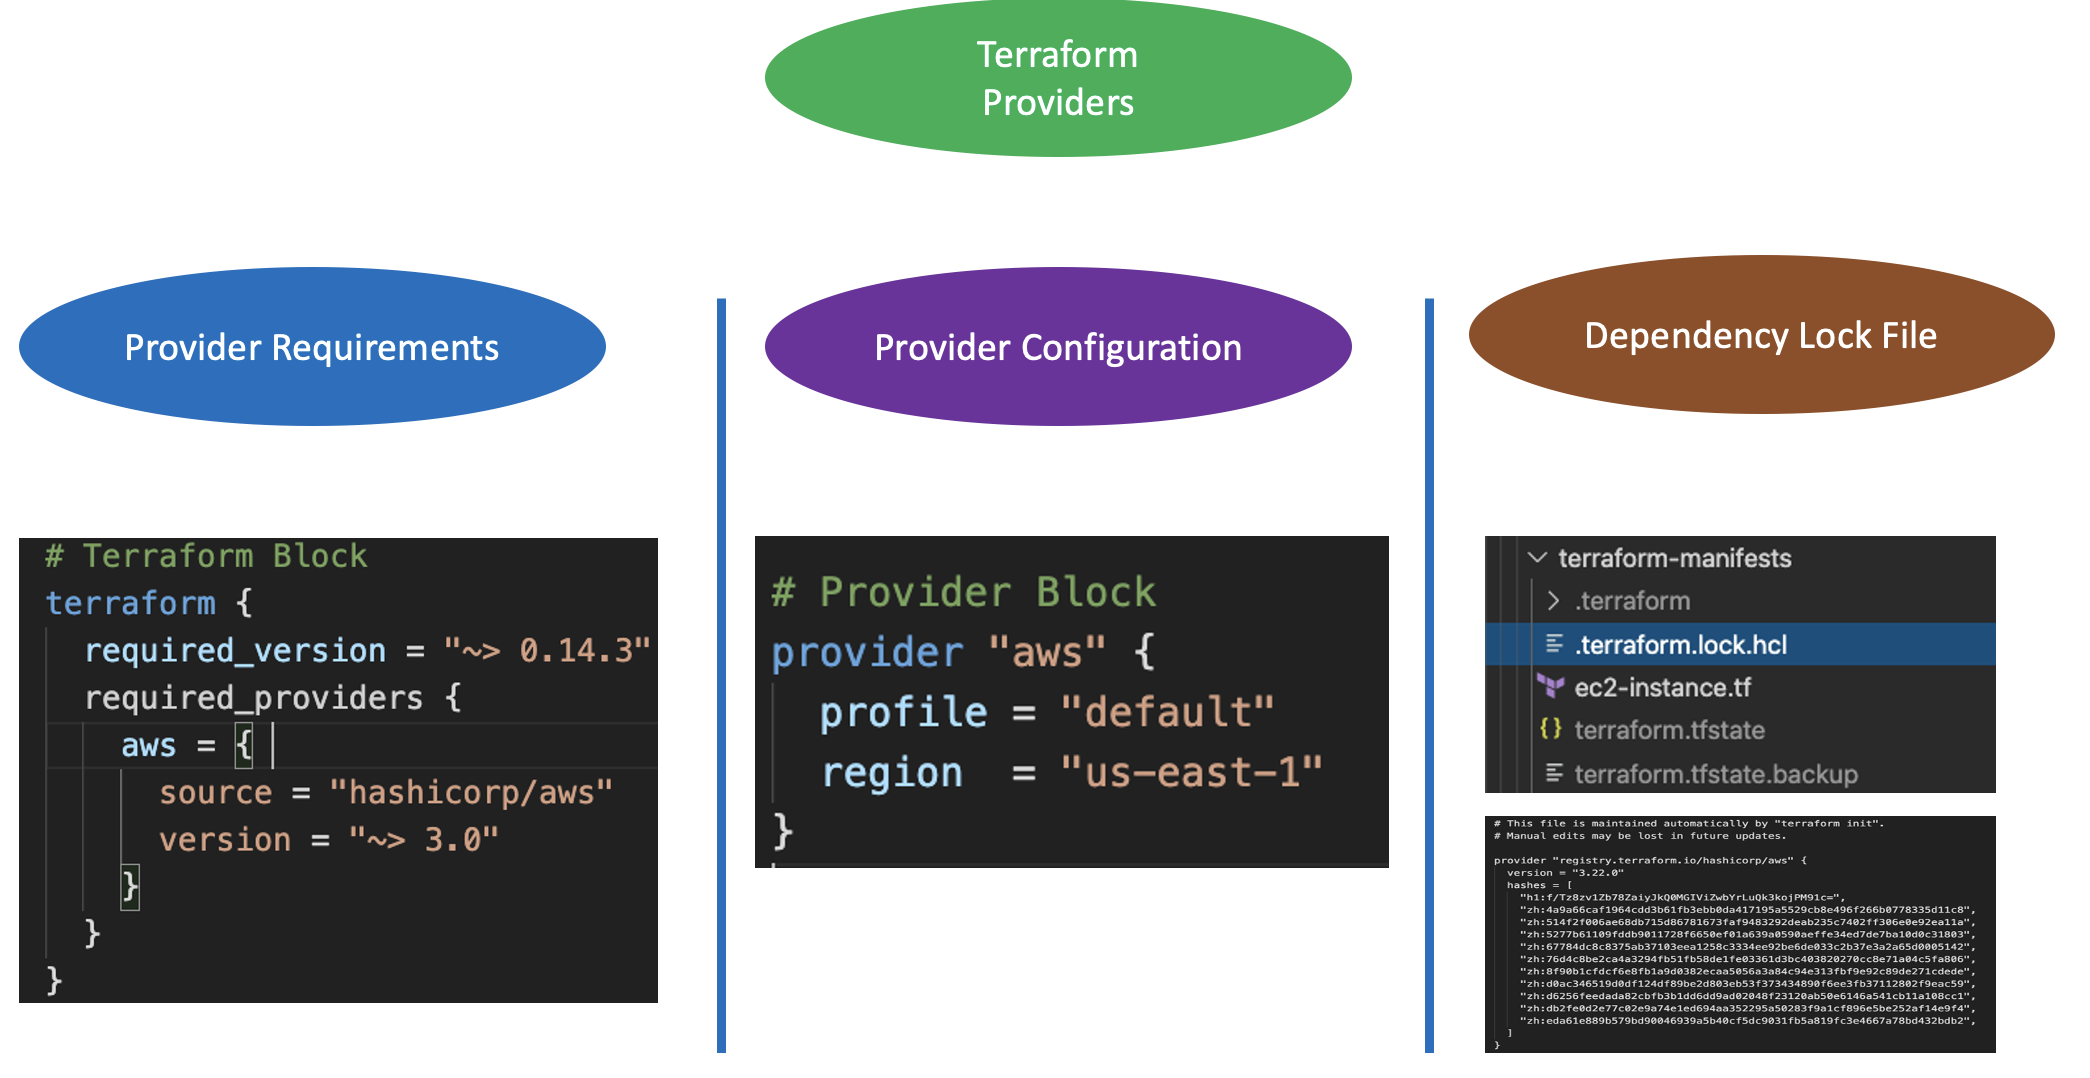 Terraform
Providers
Provider Requirements
Provider Configuration
Dependency Lock File
# Terraform Block
terraform {
required_version = "~> 0.14.3"
required_providers {
aws = {
source = "hashicorp/aws"
version = "~> 3.0"
}
}
}
# Provider Block
provider "aws" {
profile = "default"
region = "us-east-1"
}
terraform-manifests
.terraform
.terraform.lock.hcl
ec2-instance.tf
terraform.tfstate
terraform.tfstate.backup
# This file is maintained automatically by "terraform init".
# Manual edits may be lost in future updates.
provider "registry.terraform.io/hashicorp/aws" {
version = "3.22.0"
hashes = [
"h1:f/Tz8zv1Zb78ZaiyJkQ0MGIViZwbYrLuQk3kojPM91c=",
"zh:4a9a66caf1964cdd3b61fb3ebb0da417195a5529cb8e496f266b0778335d11c8",
"zh:514f2f006ae68db715d86781673faf9483292deab235c7402ff306e0e92ea11a",
"zh:5277b61109fddb9011728f6650ef01a639a0590aeffe34ed7de7ba10d0c31803",
"zh:67784dc8c8375ab37103eea1258c3334ee92be6de033c2b37e3a2a65d0005142",
"zh:76d4c8be2ca4a3294fb51fb58de1fe03361d3bc403820270cc8e71a04c5fa806",
"zh:8f90b1cfdcf6e8fb1a9d0382ecaa5056a3a84c94e313fbf9e92c89de271cdede",
"zh:d0ac346519d0df124df89be2d803eb53f373434890f6ee3fb37112802f9eac59",
"zh:d6256feedada82cbfb3b1dd6dd9ad02048f23120ab50e6146a541cb11a108cc1",
"zh:db2fe0d2e77c02e9a74e1ed694aa352295a50283f9a1cf896e5be252af14e9f4",
"zh:eda61e889b579bd90046939a5b40cf5dc9031fb5a819fc3e4667a78bd432bdb2",
]
}